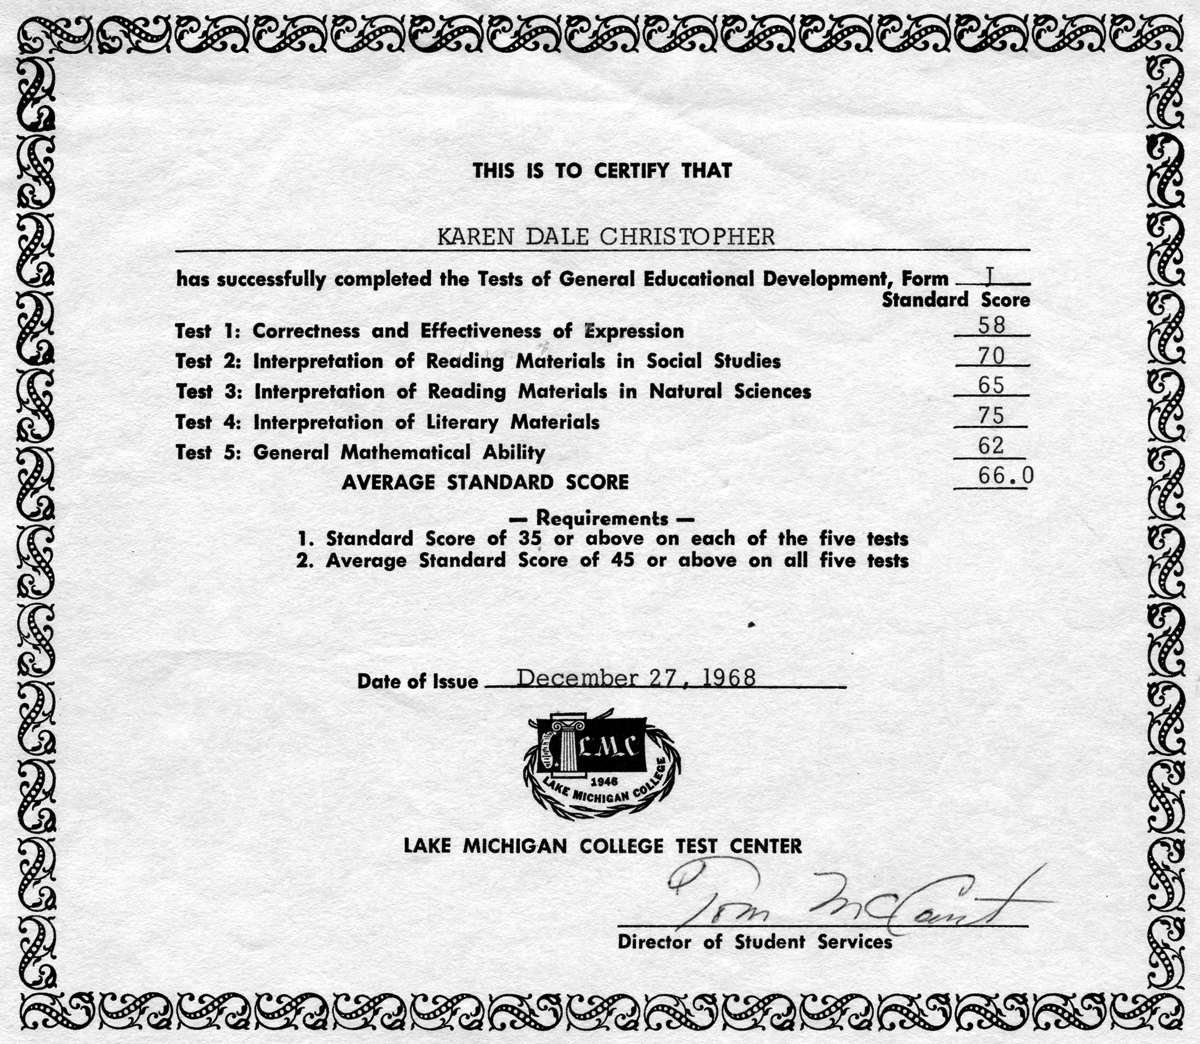 THIS IS TO CERTIFY THAT
KAREN DALE CHRISTOPHER
has successfully completed the Tests of General Educational Development, Form J
Standard Score
Test 1: Correctness and Effectiveness of Expression 58
Test 2: Interpretation of Reading Materials in Social Studies 70
Test 3: Interpretation of Reading Materials in Natural Sciences 65
Test 4: Interpretation of Literary Materials 75
Test 5: General Mathematical Ability 62
AVERAGE STANDARD SCORE 66.0
— Requirements —
1. Standard Score of 35 or above on each of the five tests
2. Average Standard Score of 45 or above on all five tests
Date of Issue December 27, 1968
LMC
1946
LAKE MICHIGAN COLLEGE
LAKE MICHIGAN COLLEGE TEST CENTER
Tom
Director of Student Services